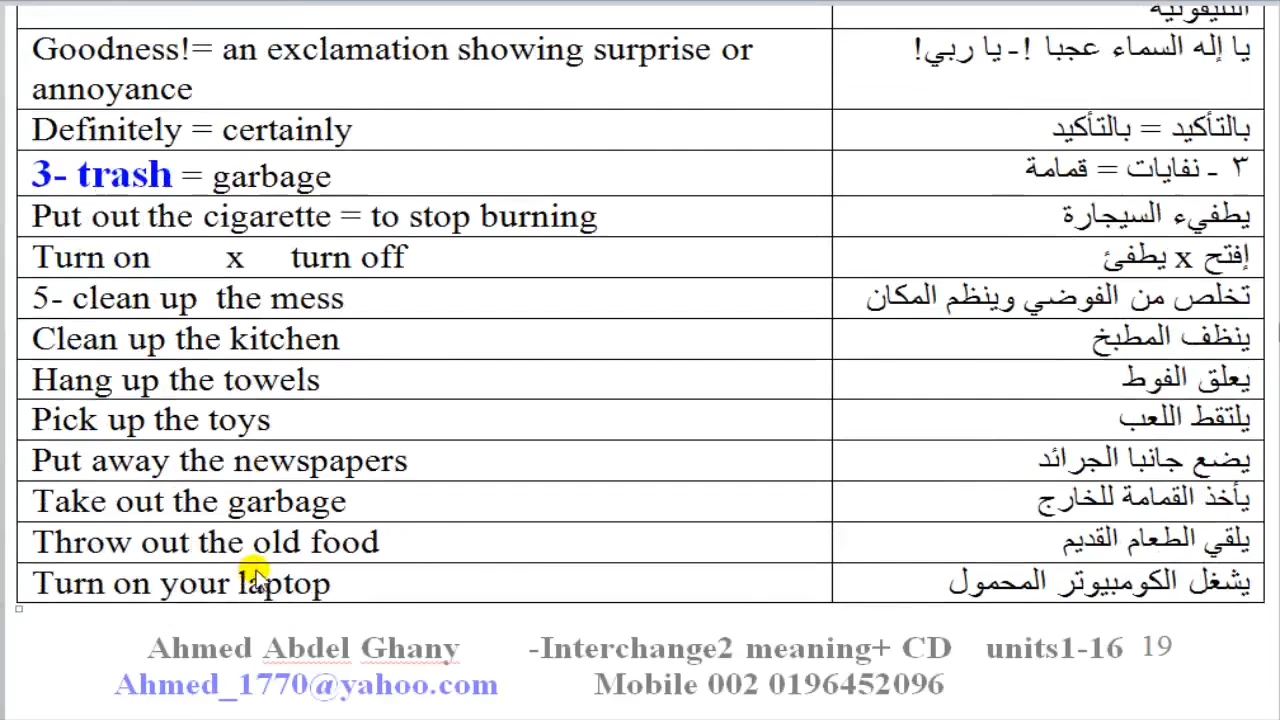 التليفونية
Goodness!= an exclamation showing surprise or
annoyance
يا إله السماء عجبا !- يا ربي!
Definitely = certainly
بالتأكيد = بالتأكيد
3- trash = garbage
٣ - نفايات = قمامة
Put out the cigarette = to stop burning
يطفيء السيجارة
Turn on x turn off
إفتح x يطفئ
5- clean up the mess
تخلص من الفوضي وينظم المكان
Clean up the kitchen
ينظف المطبخ
Hang up the towels
يعلق الفوط
Pick up the toys
يلتقط اللعب
Put away the newspapers
يضع جانبا الجرائد
Take out the garbage
يأخذ القمامة للخارج
Throw out the old food
يلقي الطعام القديم
Turn on your laptop
يشغل الكومبيوتر المحمول
Ahmed Abdel Ghany -Interchange2 meaning+ CD units1-16 19
Ahmed_1770@yahoo.com Mobile 002 0196452096